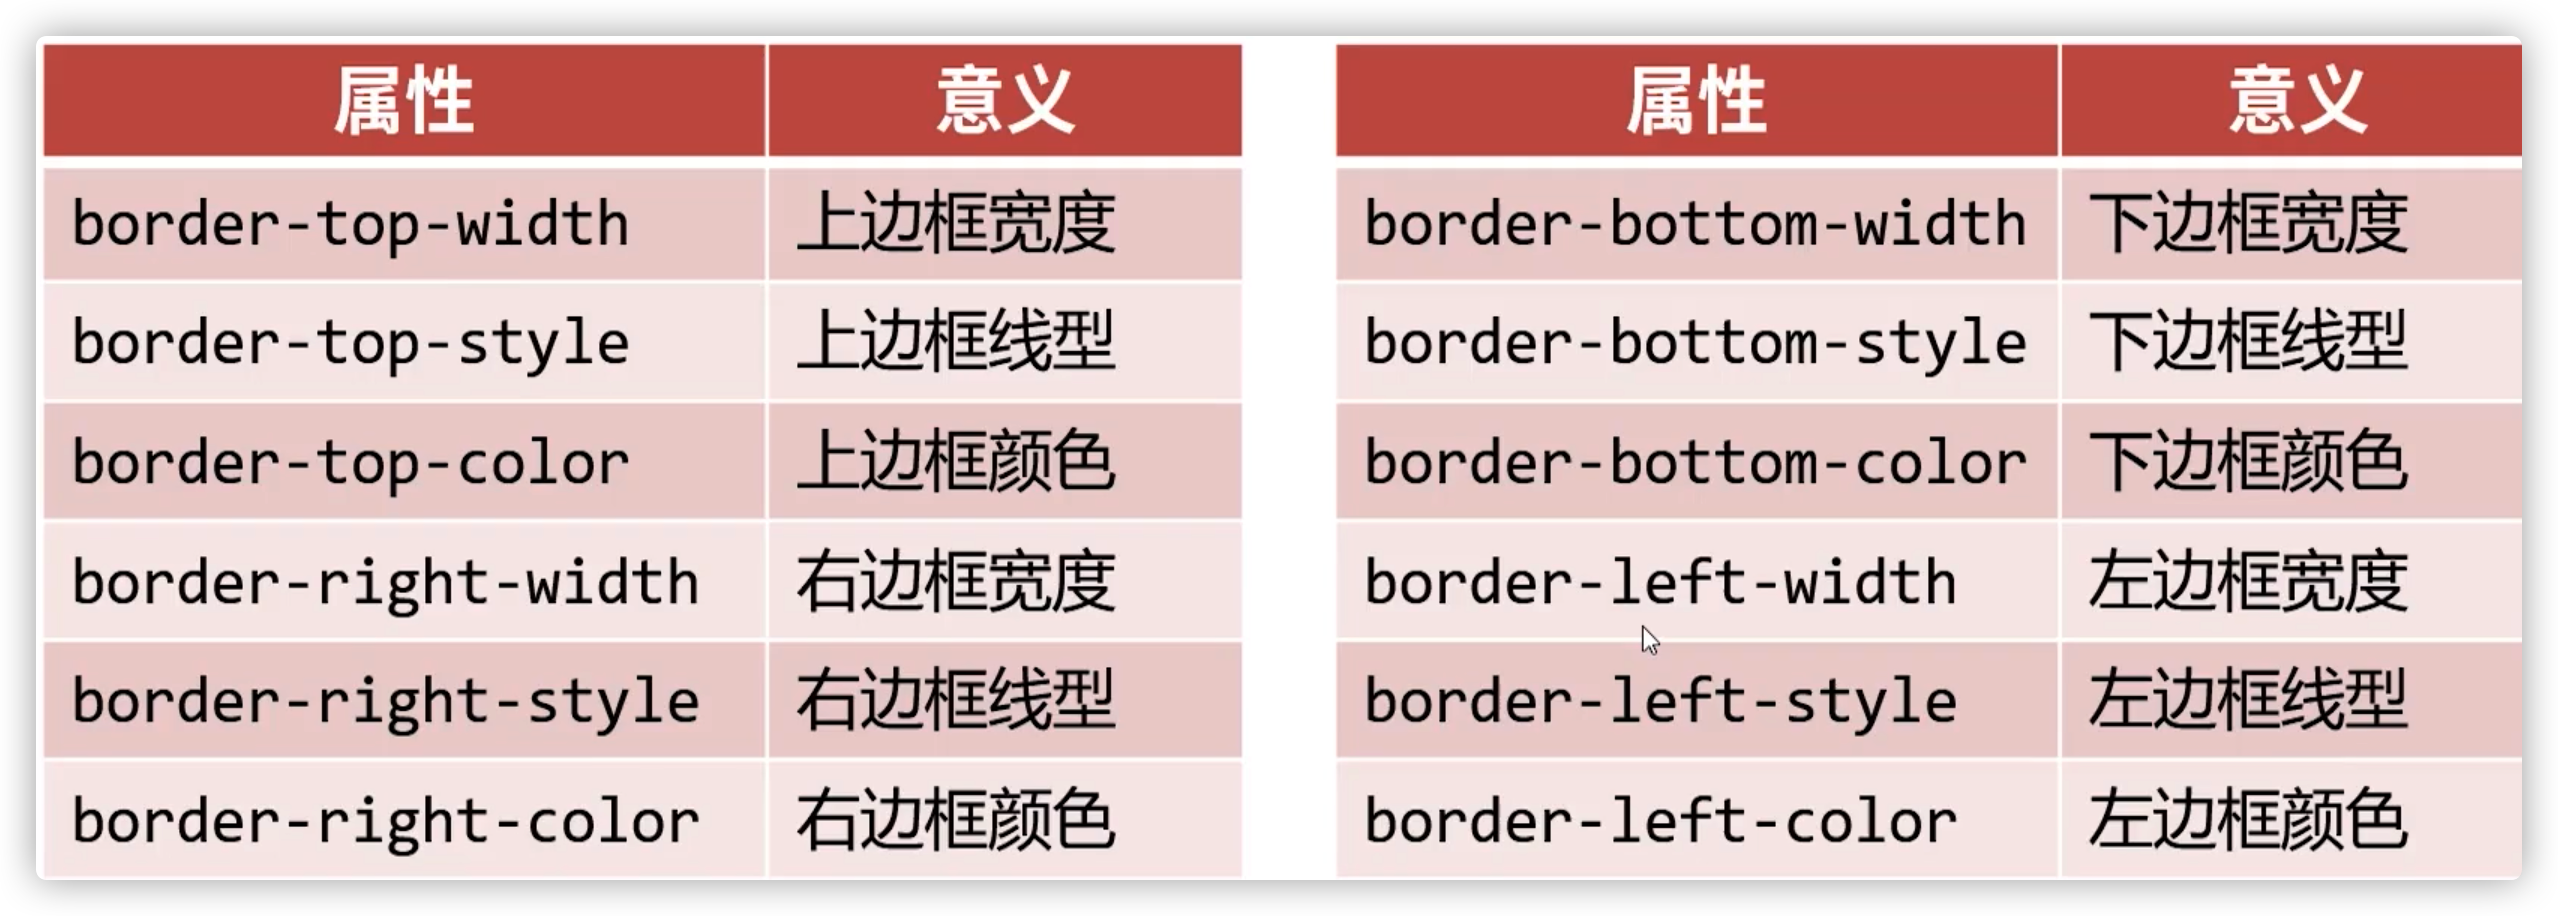 属性 意义
border-top-width 上边框宽度
border-top-style 上边框线型
border-top-color 上边框颜色
border-right-width 右边框宽度
border-right-style 右边框线型
border-right-color 右边框颜色
属性 意义
border-bottom-width 下边框宽度
border-bottom-style 下边框线型
border-bottom-color 下边框颜色
border-left-width 左边框宽度
border-left-style 左边框线型
border-left-color 左边框颜色